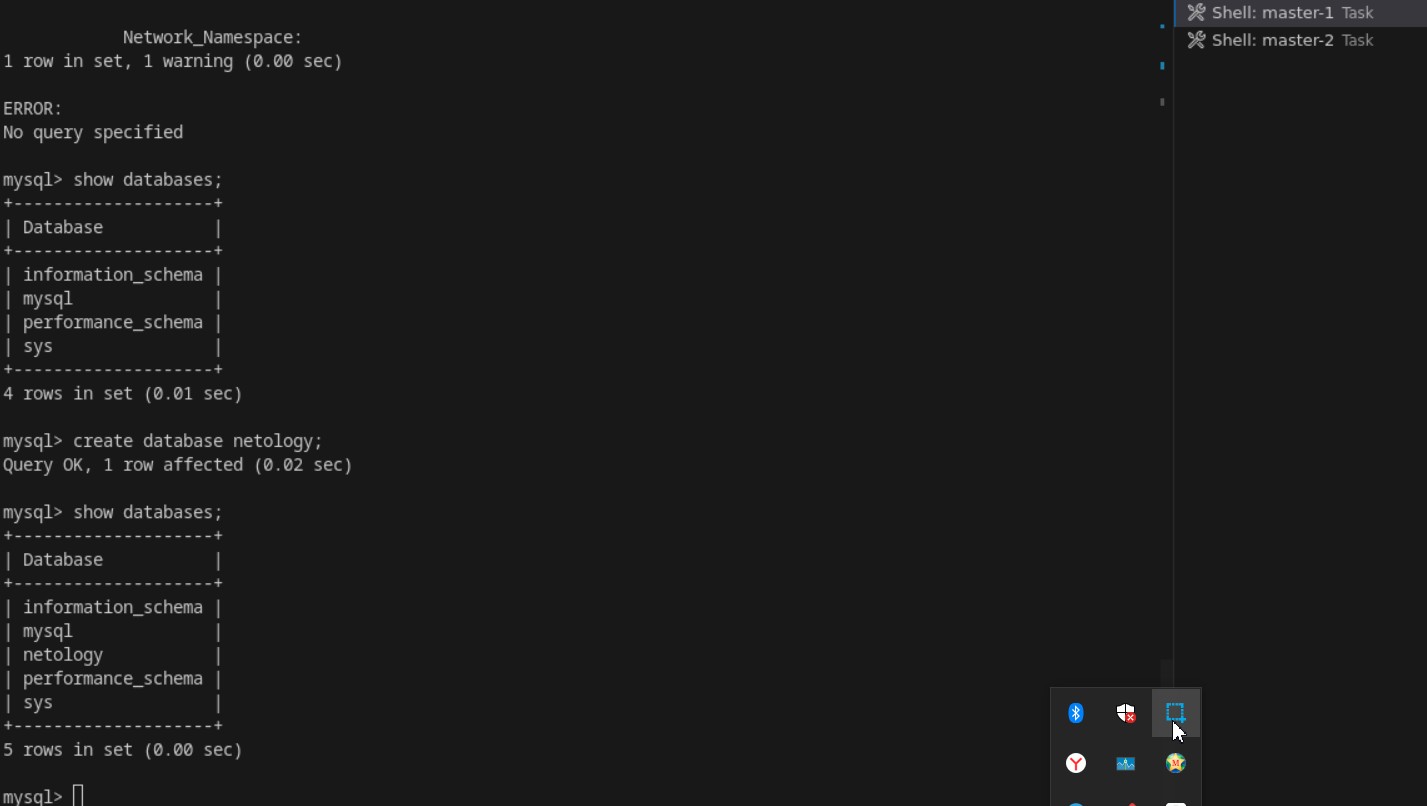 Network_Namespace:
1 row in set, 1 warning (0.00 sec)
ERROR:
No query specified
mysql> show databases;
+--------------------+
| Database           |
+--------------------+
| information_schema |
| mysql              |
| performance_schema |
| sys                |
+--------------------+
4 rows in set (0.01 sec)
mysql> create database netology;
Query OK, 1 row affected (0.02 sec)
mysql> show databases;
+--------------------+
| Database           |
+--------------------+
| information_schema |
| mysql              |
| netology           |
| performance_schema |
| sys                |
+--------------------+
5 rows in set (0.00 sec)
mysql>
Shell: master-1 Task
Shell: master-2 Task